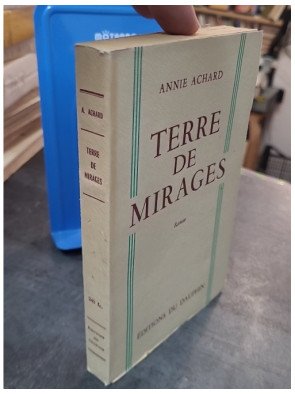 ANNIE ACHARD
TERRE
DE
MIRAGES
Roman
ÉDITIONS DU DAUPHIN
A. ACHARD
TERRE
DE
MIRAGES